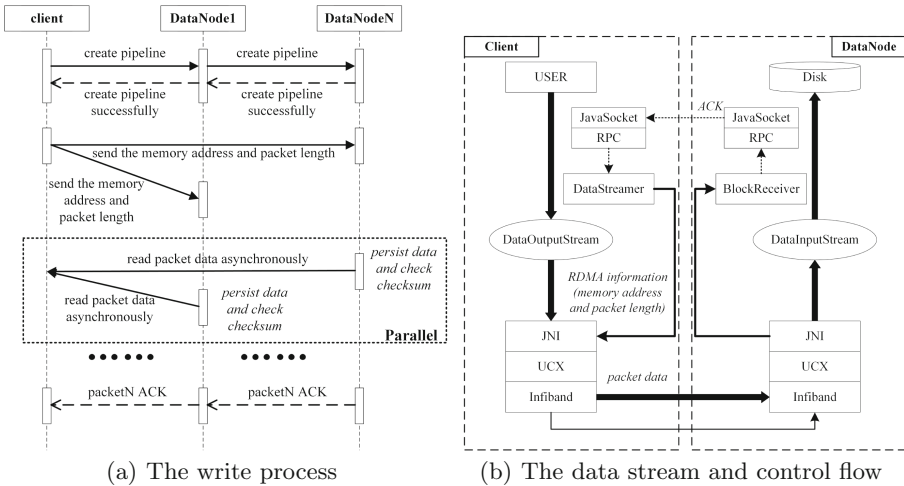 client
DataNode1
DataNodeN
create pipeline
create pipeline
create pipeline
successfully
create pipeline
successfully
send the memory address and packet length
send the memory
address and
packet length
read packet data asynchronously
persist data
and check
checksum
read packet data
asynchronously
persist data
and check
checksum
Parallel
packetN ACK
packetN ACK
(a) The write process
Client
DataNode
USER
Disk
ACK
JavaSocket
RPC
JavaSocket
RPC
DataStreamer
BlockReceiver
DataOutputStream
DataInputStream
RDMA information
(memory address
and packet length)
JNI
UCX
Infiband
JNI
UCX
Infiband
packet data
(b) The data stream and control flow